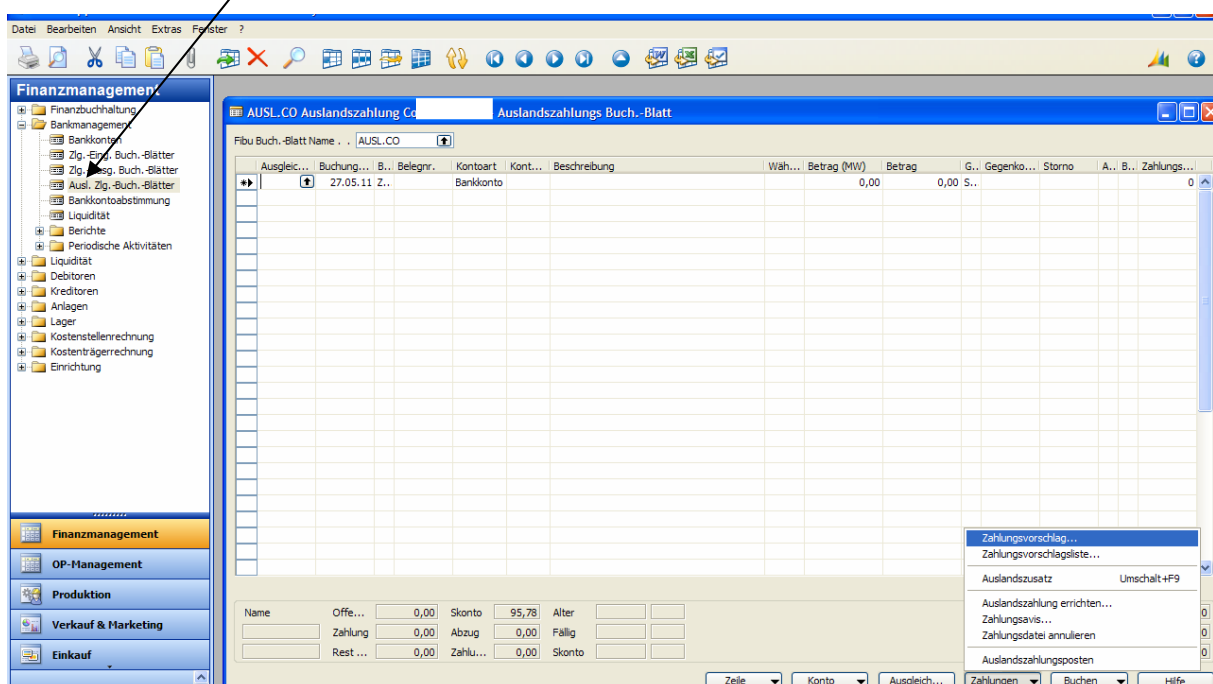 Datei Bearbeiten Ansicht Extras Fenster ?
Finanzmanagement
Finanzbuchhaltung
Bankmanagement
Bankkonten
Zlg.-Eing. Buch.-Blätter
Zlg.-Ausg. Buch.-Blätter
Ausl. Zlg.-Buch.-Blätter
Bankkontoabstimmung
Liquidität
Berichte
Periodische Aktivitäten
Liquidität
Debitoren
Kreditoren
Anlagen
Lager
Kostenstellenrechnung
Kostenträgerrechnung
Einrichtung
Finanzmanagement
OP-Management
Produktion
Verkauf & Marketing
Einkauf
AUSL.CO Auslandszahlung Co Auslandszahlungs Buch.-Blatt
Fibu Buch.-Blatt Name . . AUSL.CO
Ausgleic... Buchung... B.. Belegnr. Kontoart Kont... Beschreibung Wäh... Betrag (MW) Betrag G.. Gegenko... Storno A.. B.. Zahlungs...
27.05.11 Z.. Bankkonto 0,00 0,00 S.. 0
Zahlungsvorschlag...
Zahlungsvorschlagsliste...
Auslandszusatz Umschalt+F9
Auslandszahlung errichten...
Zahlungsavis...
Zahlungsdatei annulieren
Auslandszahlungsposten
Name Offe... 0,00 Skonto 95,78 Alter 0
Zahlung 0,00 Abzug 0,00 Fällig 0
Rest ... 0,00 Zahlu... 0,00 Skonto 0
Zeile Konto Ausgleich... Zahlungen Buchen Hilfe